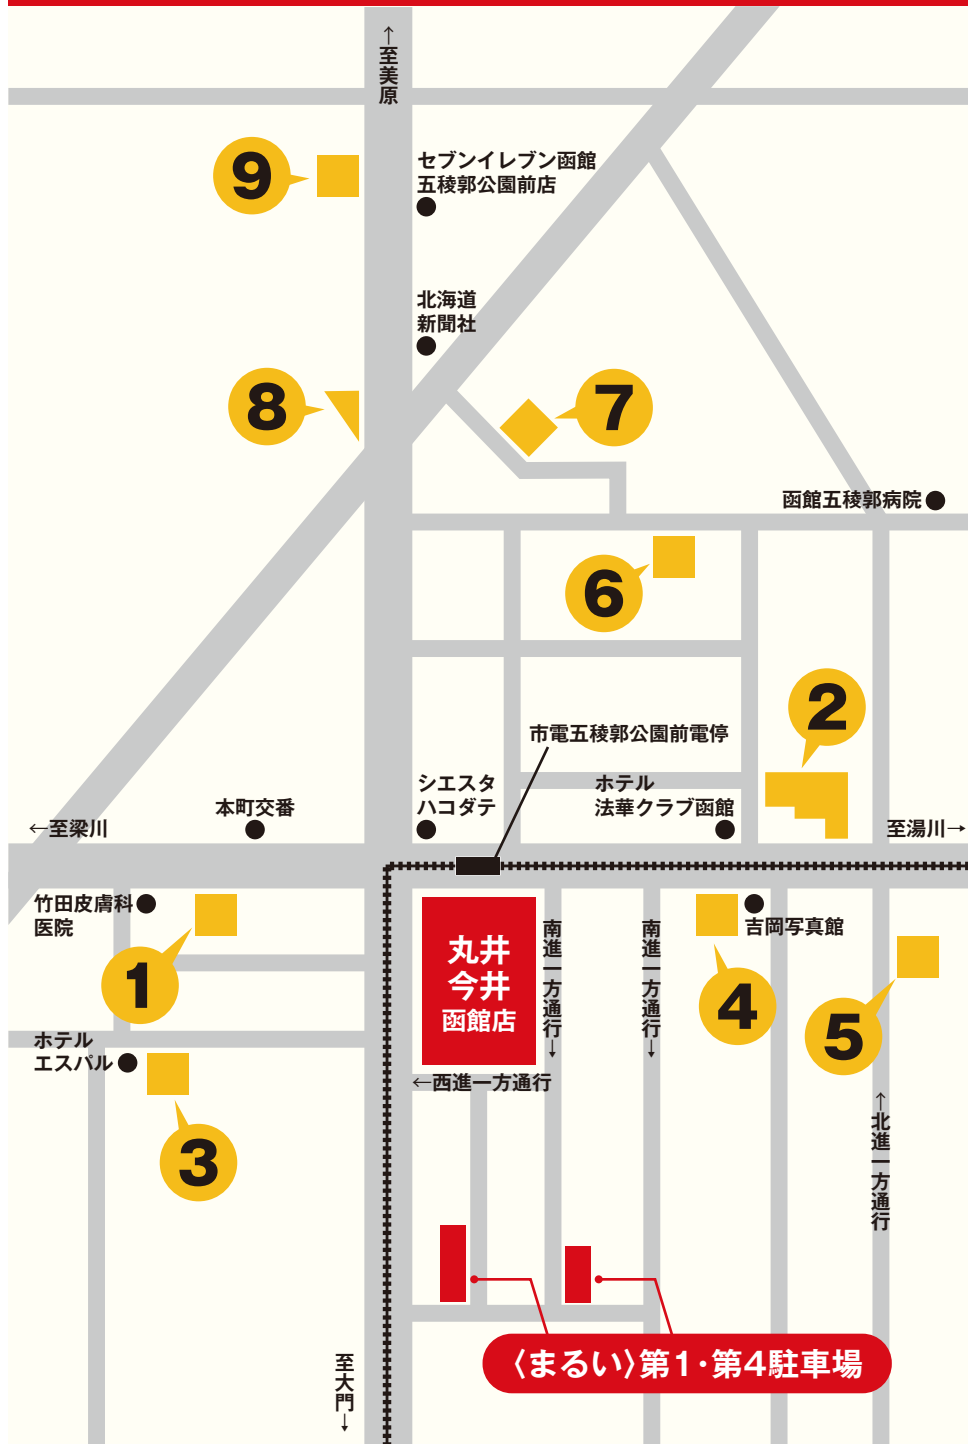 ↑至美原
9
セブンイレブン函館
五稜郭公園前店
北海道
新聞社
8
7
函館五稜郭病院
6
2
市電五稜郭公園前電停
シエスタ
ハコダテ
ホテル
法華クラブ函館
本町交番
←至梁川
至湯川→
竹田皮膚科
医院
1
丸井
今井
函館店
南進一方通行→
南進一方通行→
吉岡写真館
4
5
ホテル
エスパル
←西進一方通行
3
↑北進一方通行
〈まるい〉第1・第4駐車場
至大門→